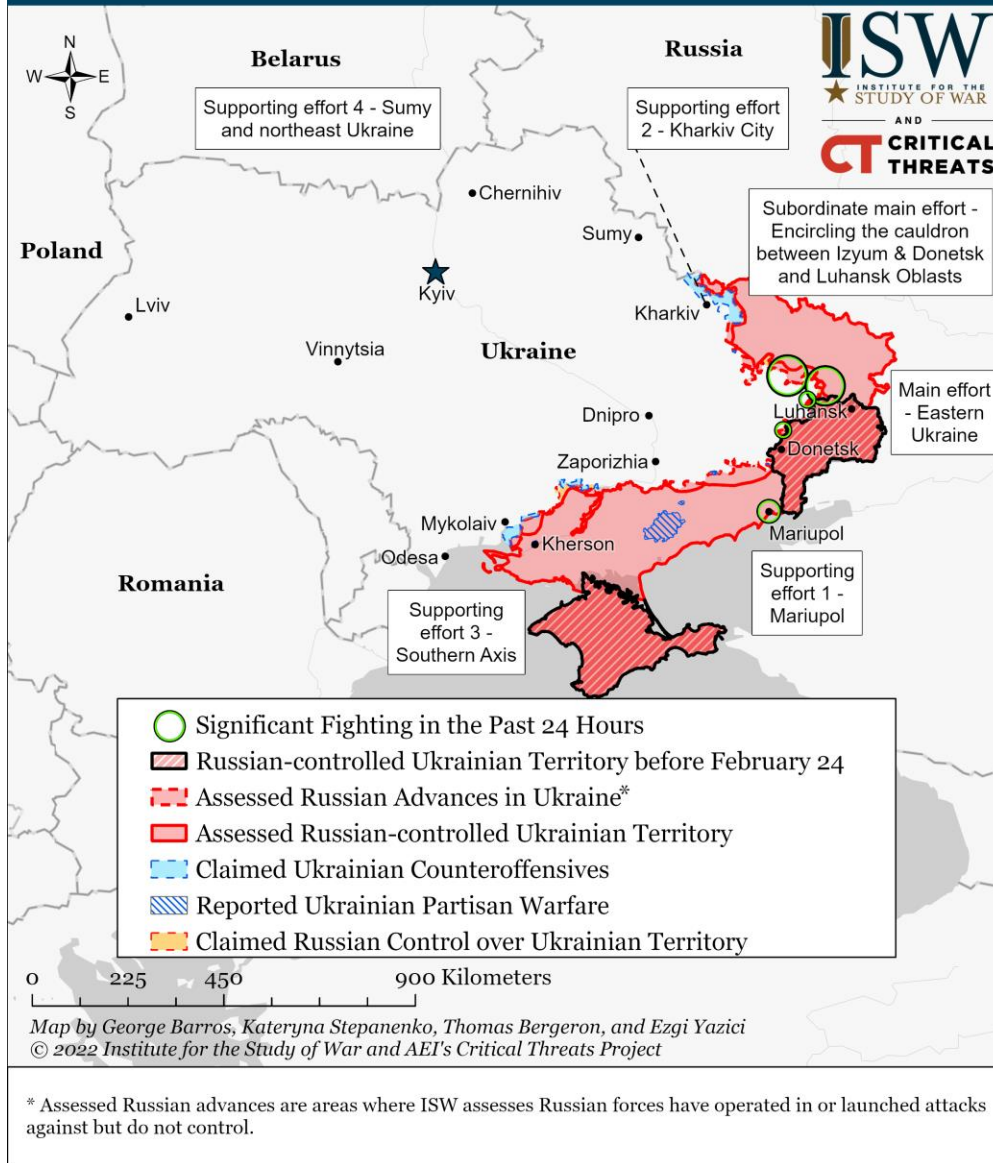 N
W
E
S
Belarus
Russia
ISW
INSTITUTE FOR THE
STUDY OF WAR
AND
CT CRITICAL
THREATS
Supporting effort 4 - Sumy
and northeast Ukraine
Supporting effort
2 - Kharkiv City
Subordinate main effort -
Encircling the cauldron
between Izyum & Donetsk
and Luhansk Oblasts
Chernihiv
Sumy
Poland
Kyiv
Lviv
Kharkiv
Vinnytsia
Ukraine
Main effort
- Eastern
Ukraine
Luhansk
Dnipro
Donetsk
Zaporizhia
Mykolaiv
Mariupol
Odesa
Kherson
Romania
Supporting
effort 1 -
Mariupol
Supporting
effort 3 -
Southern Axis
Significant Fighting in the Past 24 Hours
Russian-controlled Ukrainian Territory before February 24
Assessed Russian Advances in Ukraine*
Assessed Russian-controlled Ukrainian Territory
Claimed Ukrainian Counteroffensives
Reported Ukrainian Partisan Warfare
Claimed Russian Control over Ukrainian Territory
0 225 450 900 Kilometers
Map by George Barros, Kateryna Stepanenko, Thomas Bergeron, and Ezgi Yazici
© 2022 Institute for the Study of War and AEI's Critical Threats Project
* Assessed Russian advances are areas where ISW assesses Russian forces have operated in or launched attacks
against but do not control.